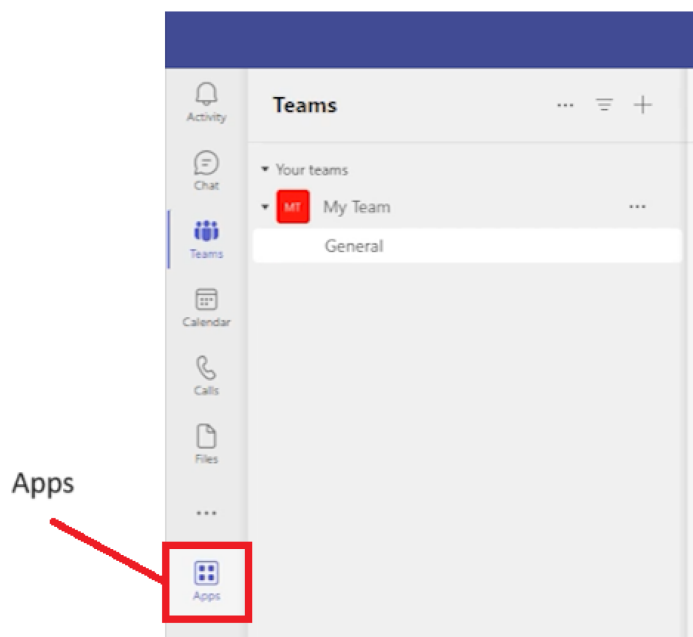 Activity
Chat
Teams
Calendar
Calls
Files
...
Apps
Teams
...
Your teams
MT My Team ...
General
Apps